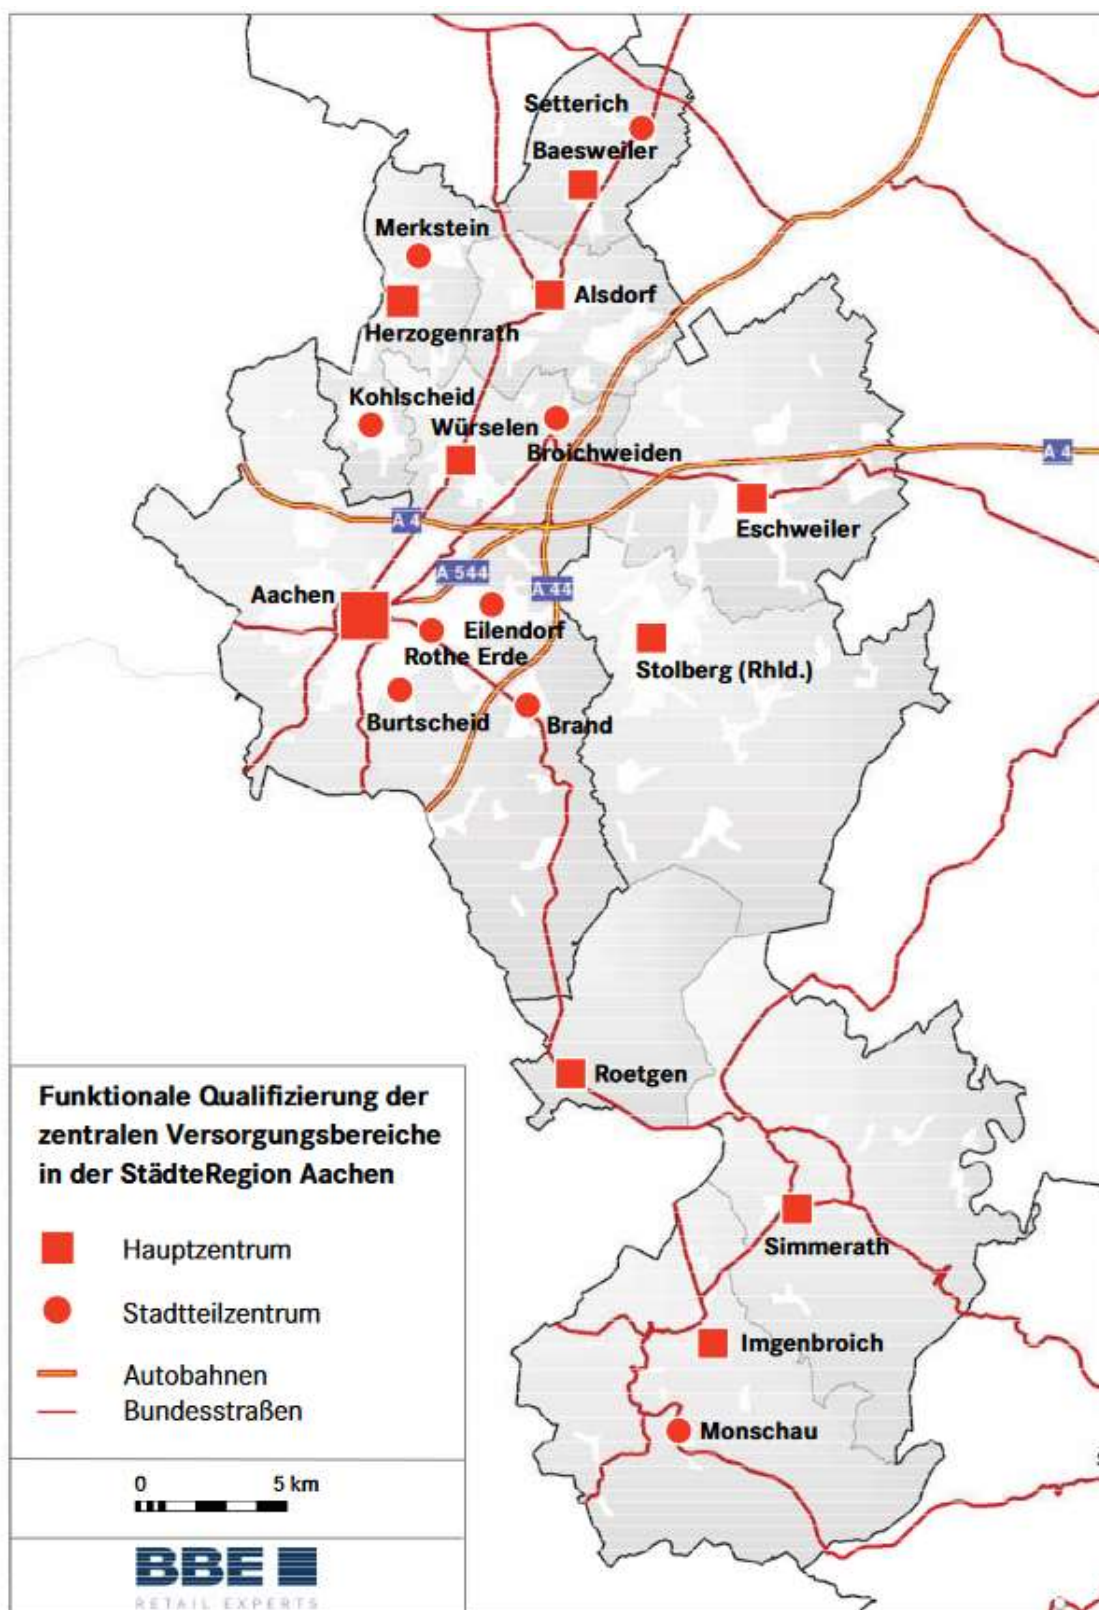 Setterich
Baesweiler
Merkstein
Alsdorf
Herzogenrath
Kohlscheid
Würselen
Broichweiden
A 4
Eschweiler
A 4
A 544
A 44
Aachen
Eilendorf
Rothe Erde
Stolberg (Rhld.)
Burtscheid
Brand
Roetgen
Funktionale Qualifizierung der
zentralen Versorgungsbereiche
in der StädteRegion Aachen
Hauptzentrum
Stadtteilzentrum
Autobahnen
Bundesstraßen
Simmerath
Imgenbroich
Monschau
0 5 km
BBE
RETAIL EXPERTS